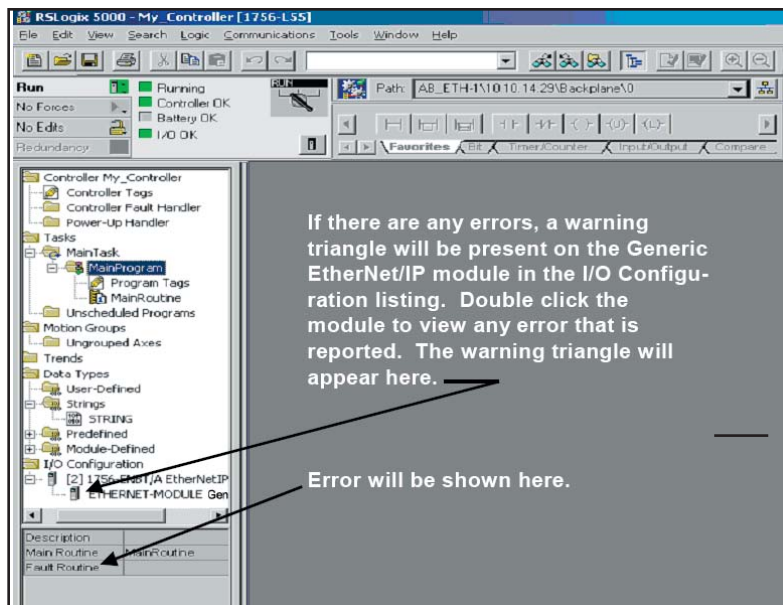 RSLogix 5000 - My_Controller [1756-L55]
File Edit View Search Logic Communications Tools Window Help
Run
Running
No Forces
Controller OK
No Edits
Battery OK
Redundancy
I/O OK
RUN
Path: AB_ETH-1\10.10.14.29\Backplane\0
Favorites Bit Timer/Counter Input/Output Compare
Controller My_Controller
Controller Tags
Controller Fault Handler
Power-Up Handler
Tasks
MainTask
MainProgram
Program Tags
MainRoutine
Unscheduled Programs
Motion Groups
Ungrouped Axes
Trends
Data Types
User-Defined
Strings
STRING
Predefined
Module-Defined
I/O Configuration
[2] 1756-ENBT/A EtherNetIP
ETHERNET-MODULE Gen
Description
Main Routine MainRoutine
Fault Routine
If there are any errors, a warning
triangle will be present on the Generic
EtherNet/IP module in the I/O Configu-
ration listing. Double click the
module to view any error that is
reported. The warning triangle will
appear here.
Error will be shown here.